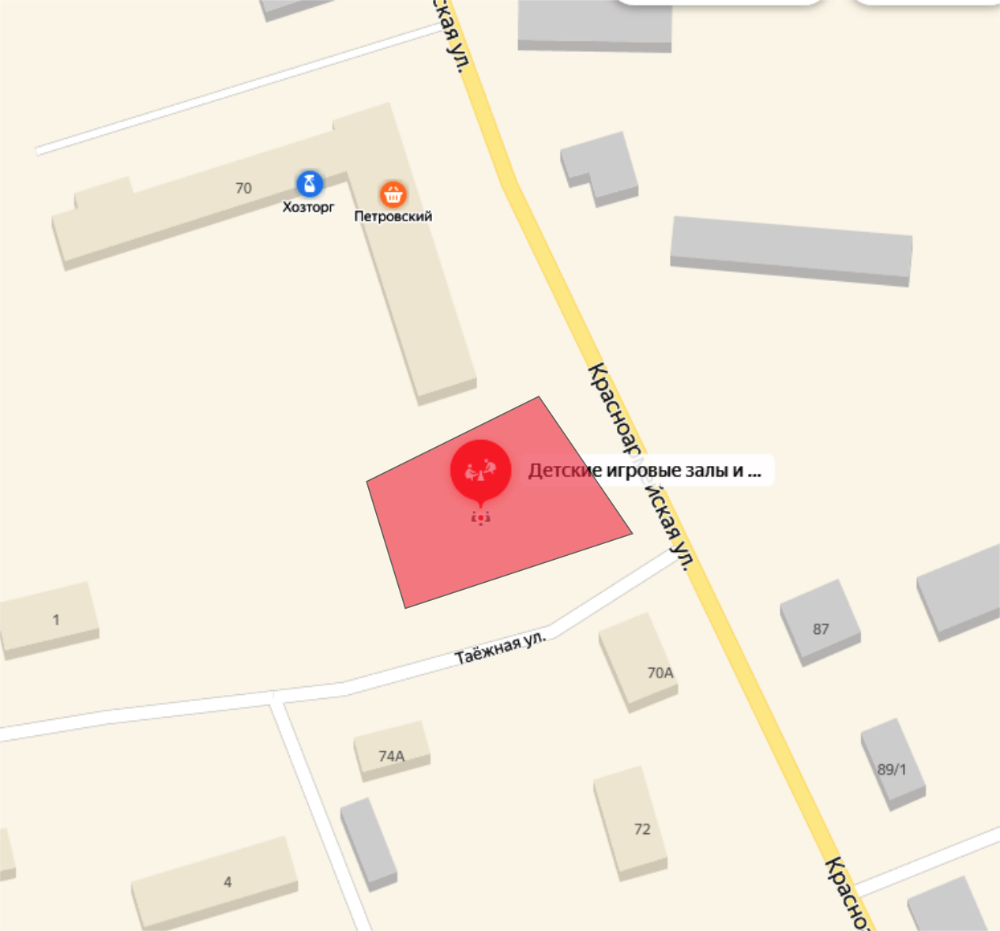 ская ул.
70
Хозторг
Петровский
Красноармейская ул.
Детские игровые залы и ...
1
Таёжная ул.
87
70А
74А
89/1
72
4
Красноа